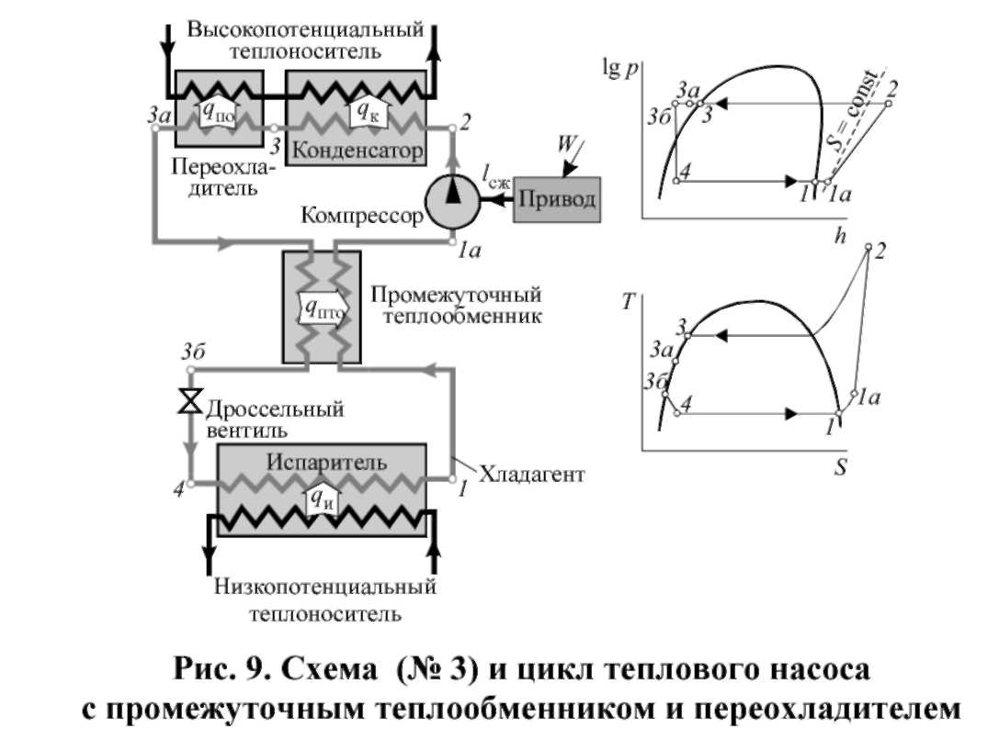 Высокопотенциальный
теплоноситель
qпо
qк
3а
3
2
Переохла-
дитель
Конденсатор
W
lсж
Привод
Компрессор
1а
qпто
Промежуточный
теплообменник
3б
Дроссельный
вентиль
Испаритель
4
qи
1
Хладагент
Низкопотенциальный
теплоноситель
lg p
3а
3б
3
2
S = const
4
1
1а
h
T
2
3
3а
3б
4
1а
1
S
Рис. 9. Схема (№ 3) и цикл теплового насоса
с промежуточным теплообменником и переохладителем